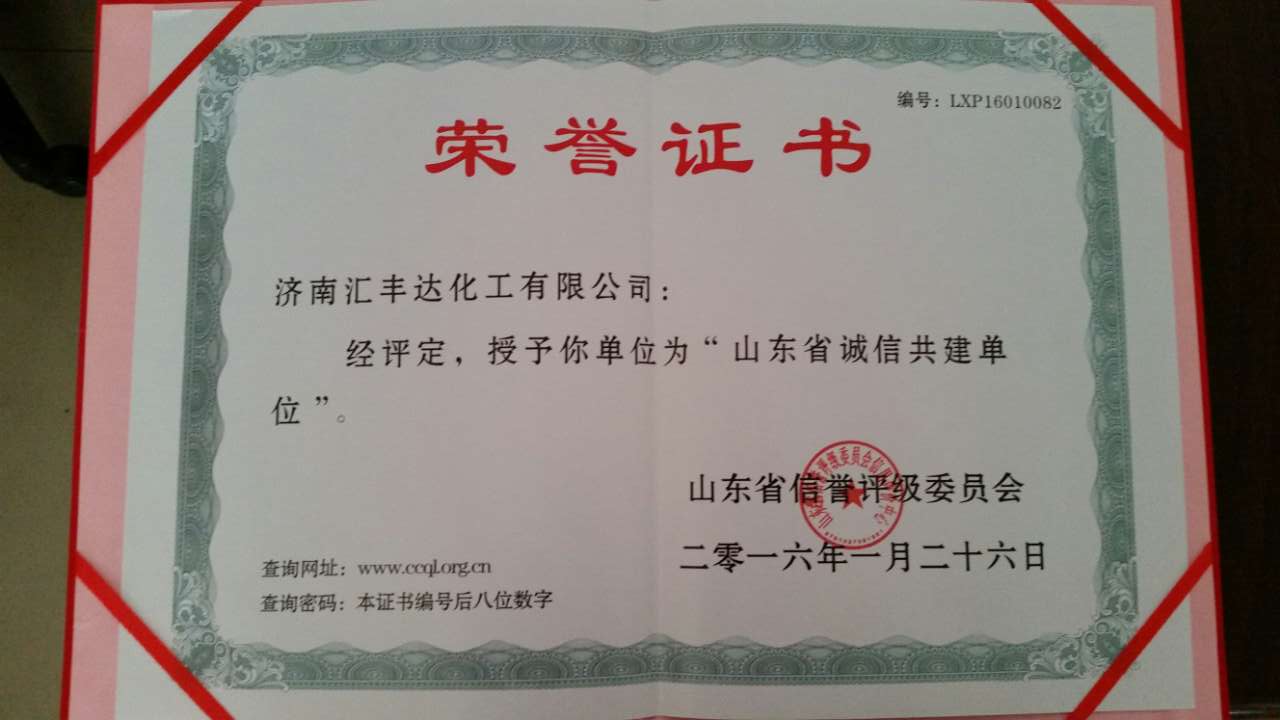 编号：LXP16010082
荣誉证书
济南汇丰达化工有限公司：
经评定，授予你单位为“山东省诚信共建单
位”。
山东省信誉评级委员会
二零一六年一月二十六日
查询网址：www.ccql.org.cn
查询密码：本证书编号后八位数字